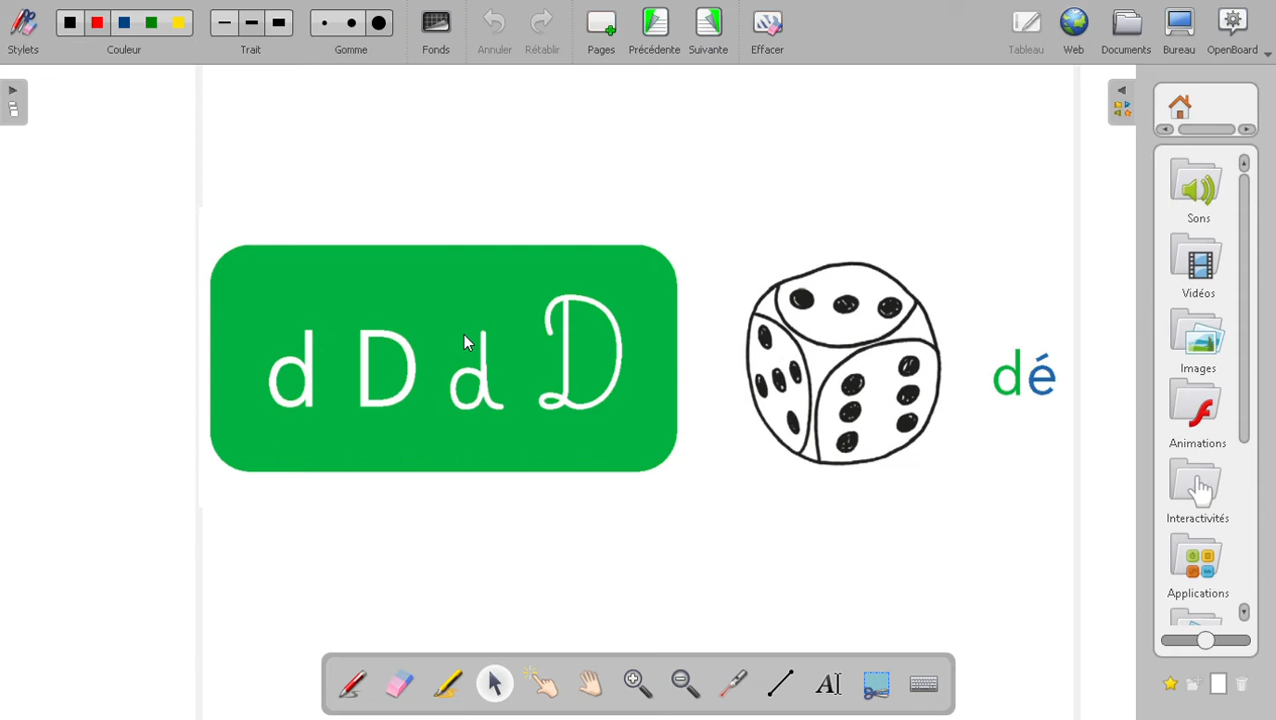 Stylets Couleur Trait Gomme Fonds Annuler Rétablir Pages Précédente Suivante Effacer Tableau Web Documents Bureau OpenBoard
d D d D
dé
Sons
Vidéos
Images
Animations
Interactivités
Applications
AI